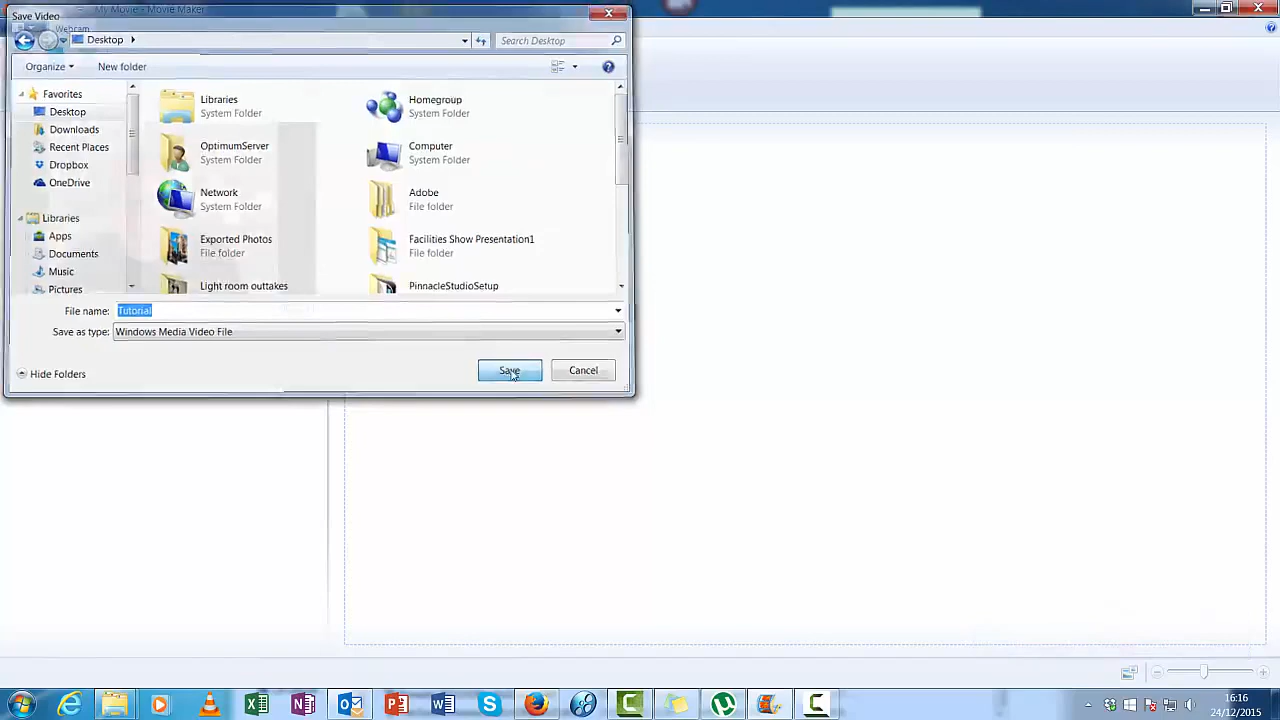 My Movie - Movie Maker
Save Video
Webcam
Desktop
Search Desktop
Organize
New folder
Favorites
Desktop
Downloads
Recent Places
Dropbox
OneDrive
Libraries
Apps
Documents
Music
Pictures
Libraries
System Folder
Homegroup
System Folder
OptimumServer
System Folder
Computer
System Folder
Network
System Folder
Adobe
File folder
Exported Photos
File folder
Facilities Show Presentation1
File folder
Light room outtakes
PinnacleStudioSetup
File name: Tutorial
Save as type: Windows Media Video File
Hide Folders
Save
Cancel
16:16
24/12/2015